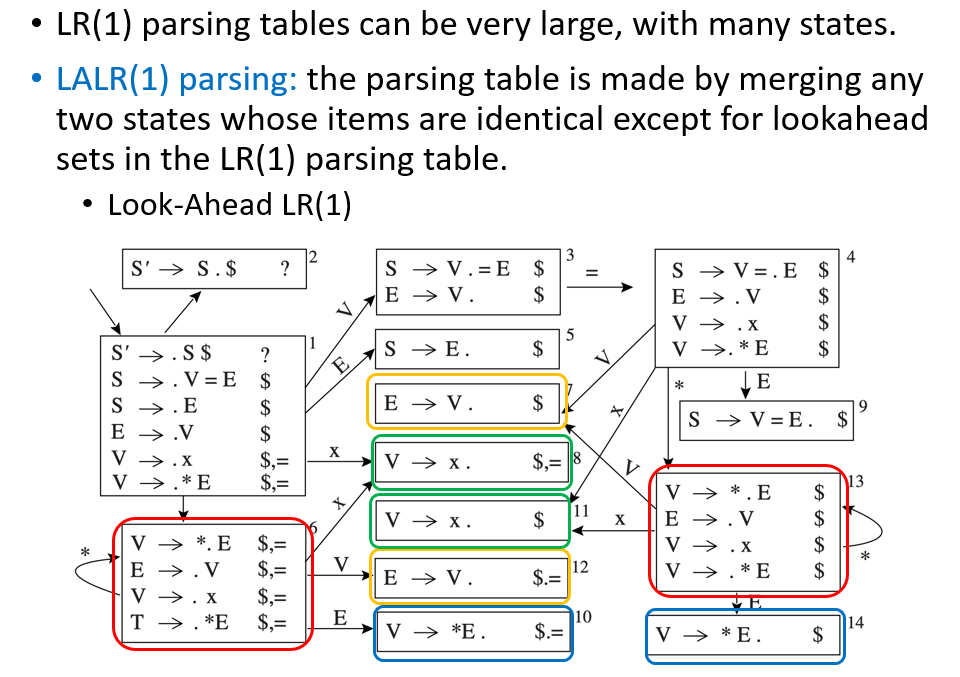 • LR(1) parsing tables can be very large, with many states.
• LALR(1) parsing: the parsing table is made by merging any
two states whose items are identical except for lookahead
sets in the LR(1) parsing table.
• Look-Ahead LR(1)
S' → S . $ ? 2
S' → . S $ ? 1
S → . V = E $
S → . E $
E → .V $
V → .x $,=
V → .* E $,=
V → *. E $,= 6
E → . V $,=
V → . x $,=
T → . *E $,=
*
V
E
x
x
V
E
S → V . = E $ 3
E → V . $
=
S → E . $ 5
E → V . $ 7
V → x . $,= 8
V → x . $ 11
E → V . $.= 12
V → *E . $.= 10
S → V = . E $ 4
E → . V $
V → . x $
V →. * E $
V
x
*
E
S → V = E . $ 9
V
x
V → * . E $ 13
E → . V $
V → . x $
V → . * E $
*
E
V → * E . $ 14